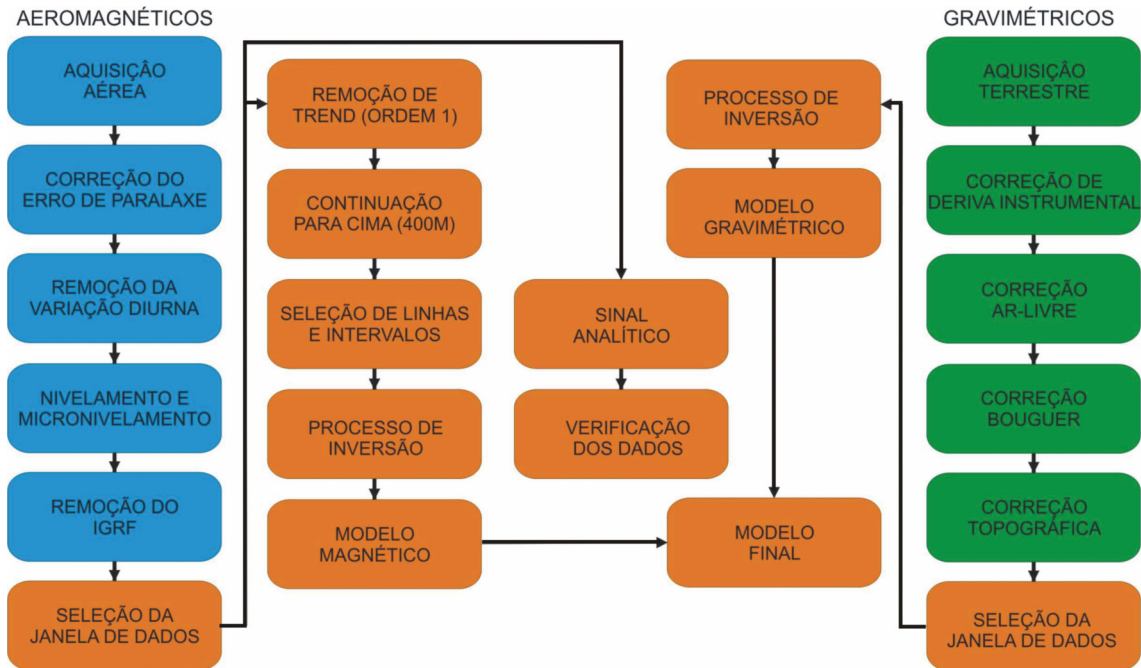 AEROMAGNÉTICOS
AQUISIÇÃO
AÉREA
CORREÇÃO DO
ERRO DE PARALAXE
REMOÇÃO DA
VARIAÇÃO DIURNA
NIVELAMENTO E
MICRONIVELAMENTO
REMOÇÃO DO
IGRF
SELEÇÃO DA
JANELA DE DADOS
REMOÇÃO DE
TREND (ORDEM 1)
CONTINUAÇÃO
PARA CIMA (400M)
SELEÇÃO DE LINHAS
E INTERVALOS
PROCESSO DE
INVERSÃO
MODELO
MAGNÉTICO
SINAL
ANALÍTICO
VERIFICAÇÃO
DOS DADOS
PROCESSO DE
INVERSÃO
MODELO
GRAVIMÉTRICO
MODELO
FINAL
GRAVIMÉTRICOS
AQUISIÇÃO
TERRESTRE
CORREÇÃO DE
DERIVA INSTRUMENTAL
CORREÇÃO
AR-LIVRE
CORREÇÃO
BOUGUER
CORREÇÃO
TOPOGRÁFICA
SELEÇÃO DA
JANELA DE DADOS